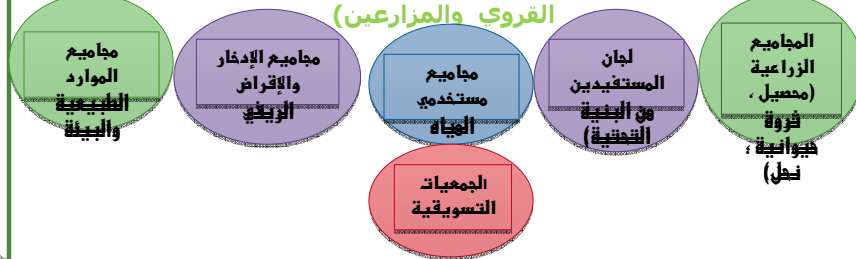 القروي والمزارعين)
المجاميع
الزراعية
(محصيل ،
ثروة
حيوانية ،
نحل)
لجان
المستفيدين
من البنية
التحتية)
مجاميع
مستخدمي
المياه
مجاميع الإدخار
والإقراض
الريفي
مجاميع
الموارد
الطبيعية
والبيئة
الجمعيات
التسويقية